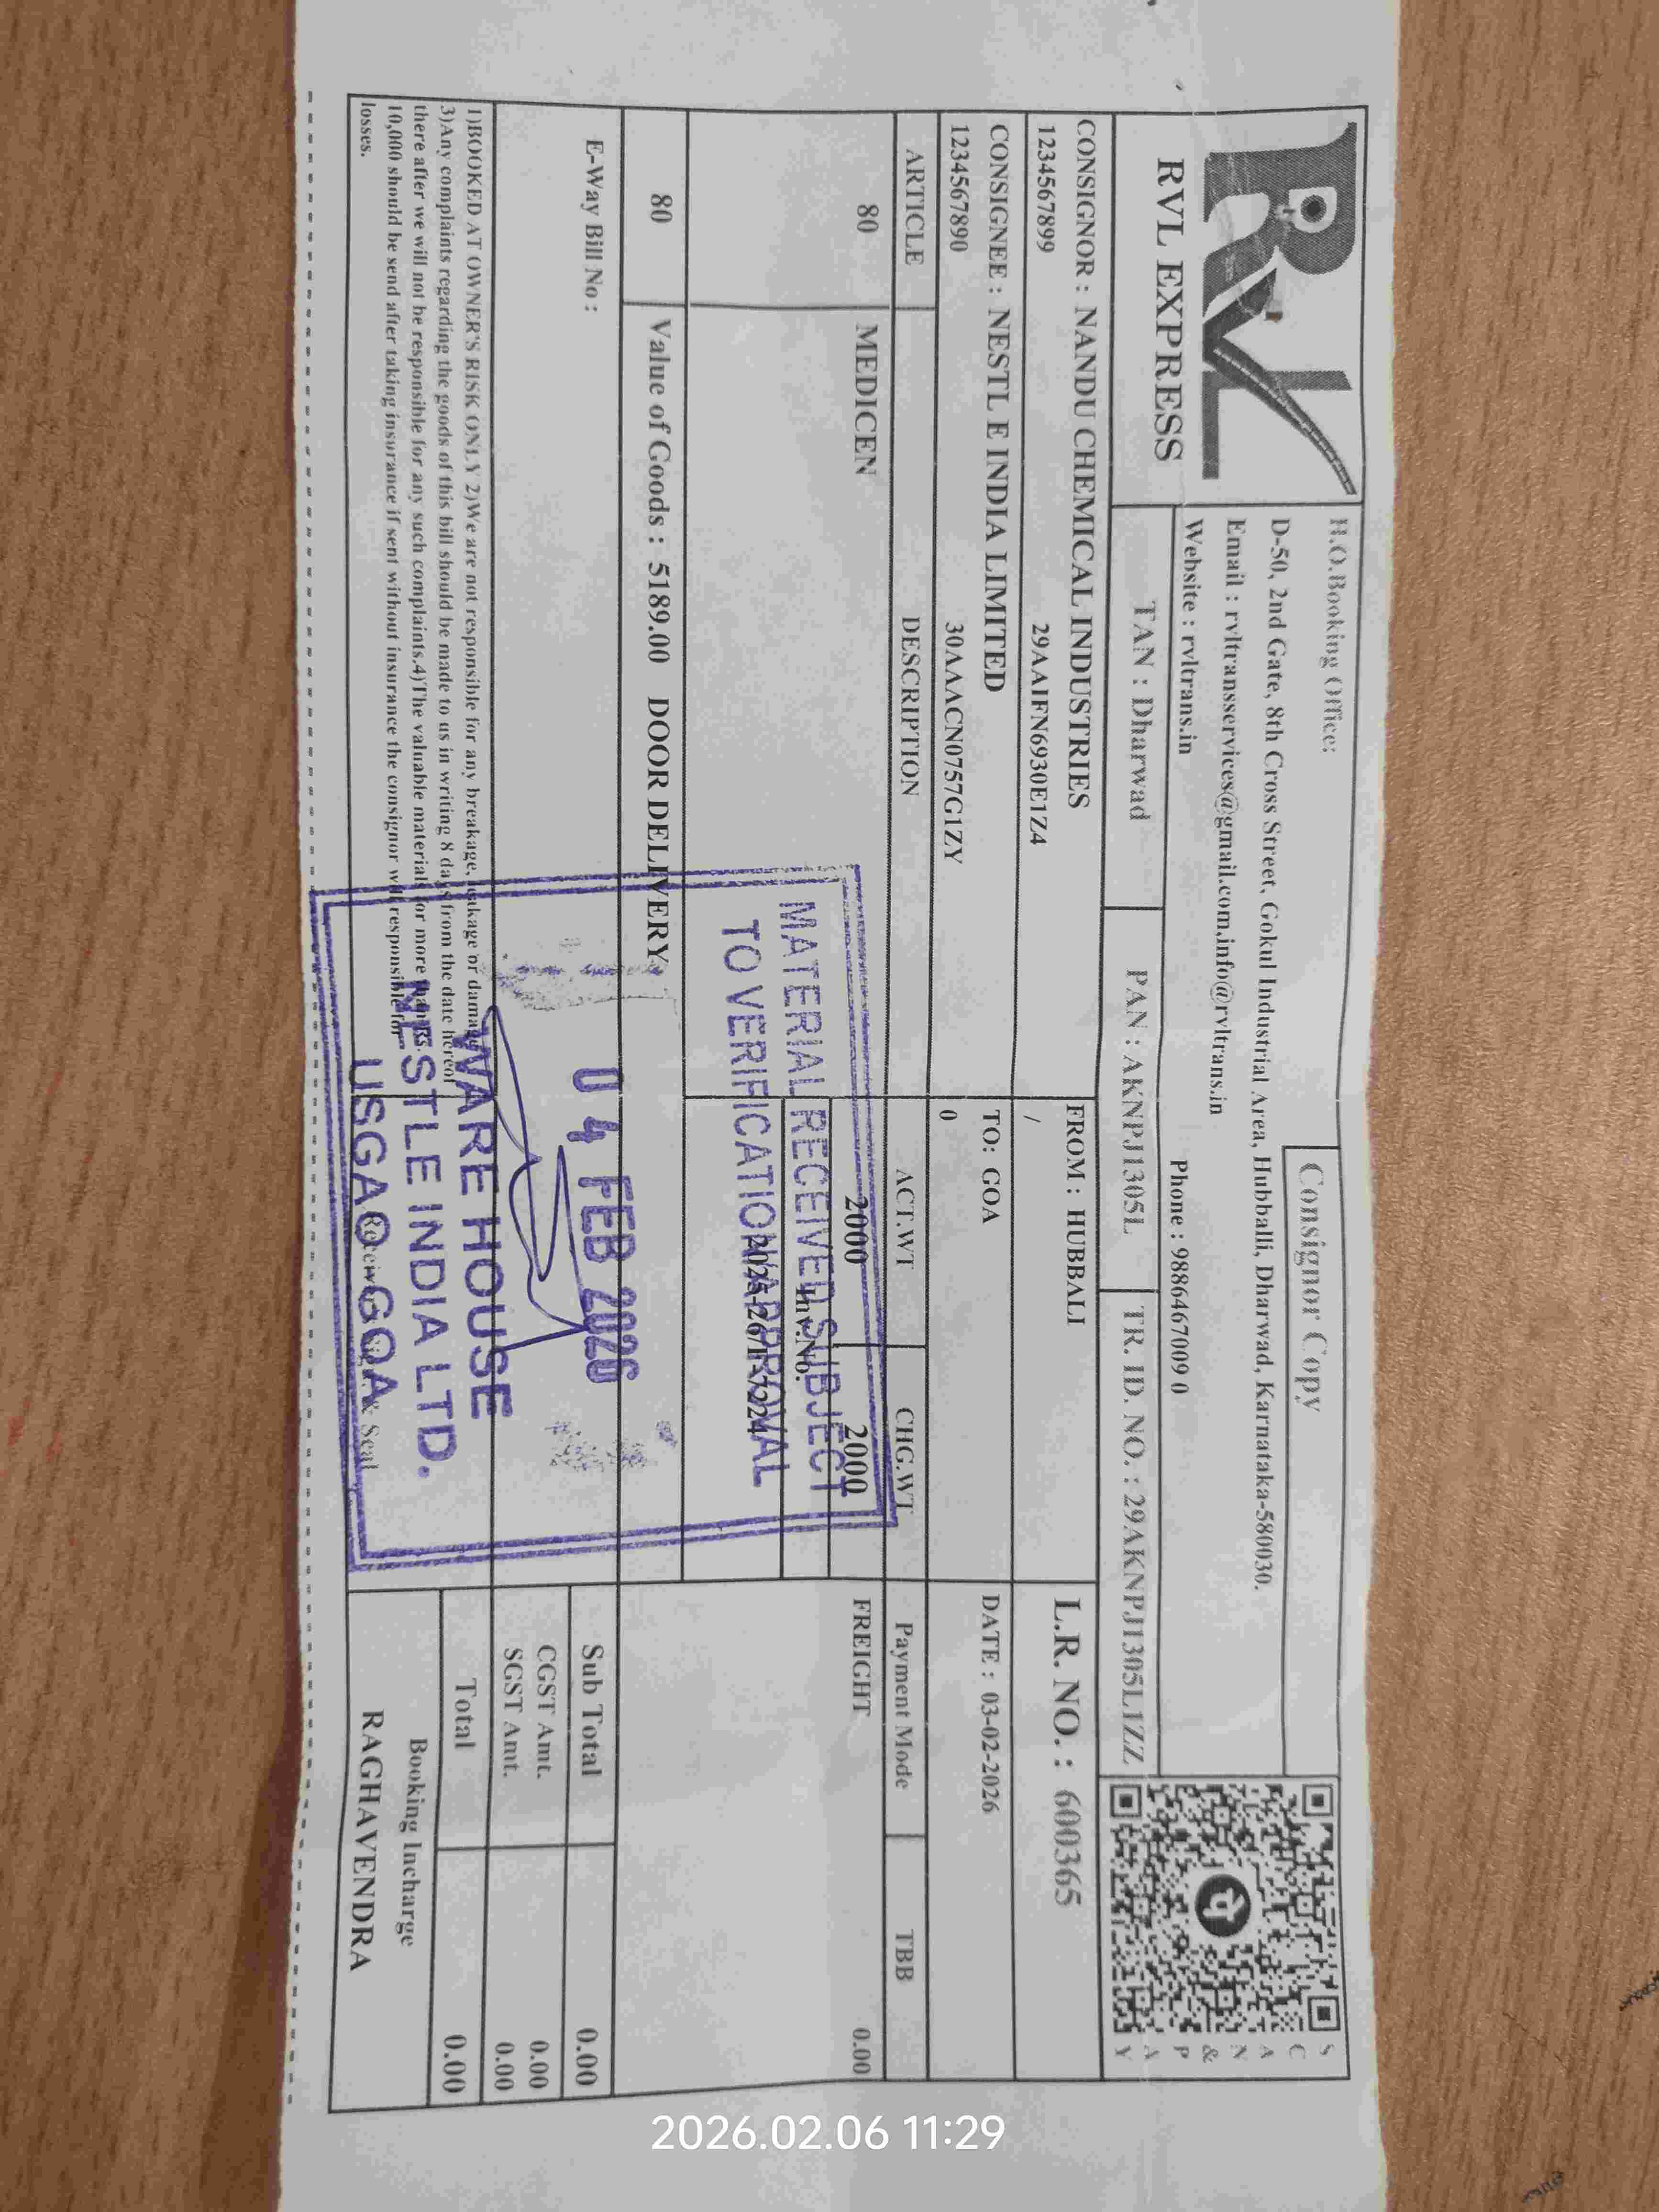 RVL
RVL EXPRESS
H.O.Booking Office:
Consignor Copy
D-50, 2nd Gate, 8th Cross Street, Gokul Industrial Area, Hubballi, Dharwad, Karnataka-580030.
Email : rvltransservices@gmail.com,info@rvltrans.in
Website : rvltrans.in
Phone : 9886467009 0
SCAN & PAY
TAN : Dharwad
PAN : AKNPJ1305L
TR. ID. NO. : 29AKNPJ1305L1ZZ
CONSIGNOR : NANDU CHEMICAL INDUSTRIES
FROM : HUBBALI
L.R. NO. : 600365
1234567899
29AAIFN6930E1Z4
/
CONSIGNEE : NESTL E INDIA LIMITED
TO: GOA
DATE : 03-02-2026
1234567890
30AAACN0757G1ZY
0
ARTICLE
DESCRIPTION
ACT.WT
CHG.WT
Payment Mode
TBB
80
MEDICEN
2000
2000
FREIGHT
0.00
Inv.No.
MATERIAL RECEIVED SUBJECT
TO VERIFICATION APPROVAL
80
Value of Goods : 5189.00
DOOR DELIVERY
04 FEB 2026
E-Way Bill No :
Sub Total
0.00
CGST Amt.
0.00
SGST Amt.
0.00
Total
0.00
WARE HOUSE
NESTLE INDIA LTD.
USGAO GOA
1)BOOKED AT OWNER'S RISK ONLY 2)We are not responsible for any breakage, leakage or damage
3)Any complaints regarding the goods of this bill should be made to us in writing 8 days from the date hereof
there after we will not be responsible for any such complaints.4)The valuable materials for more than Rs.
10,000 should be send after taking insurance if sent without insurance the consignor will responsible for
losses.
& Seal
Booking Incharge
RAGHAVENDRA
2026.02.06 11:29